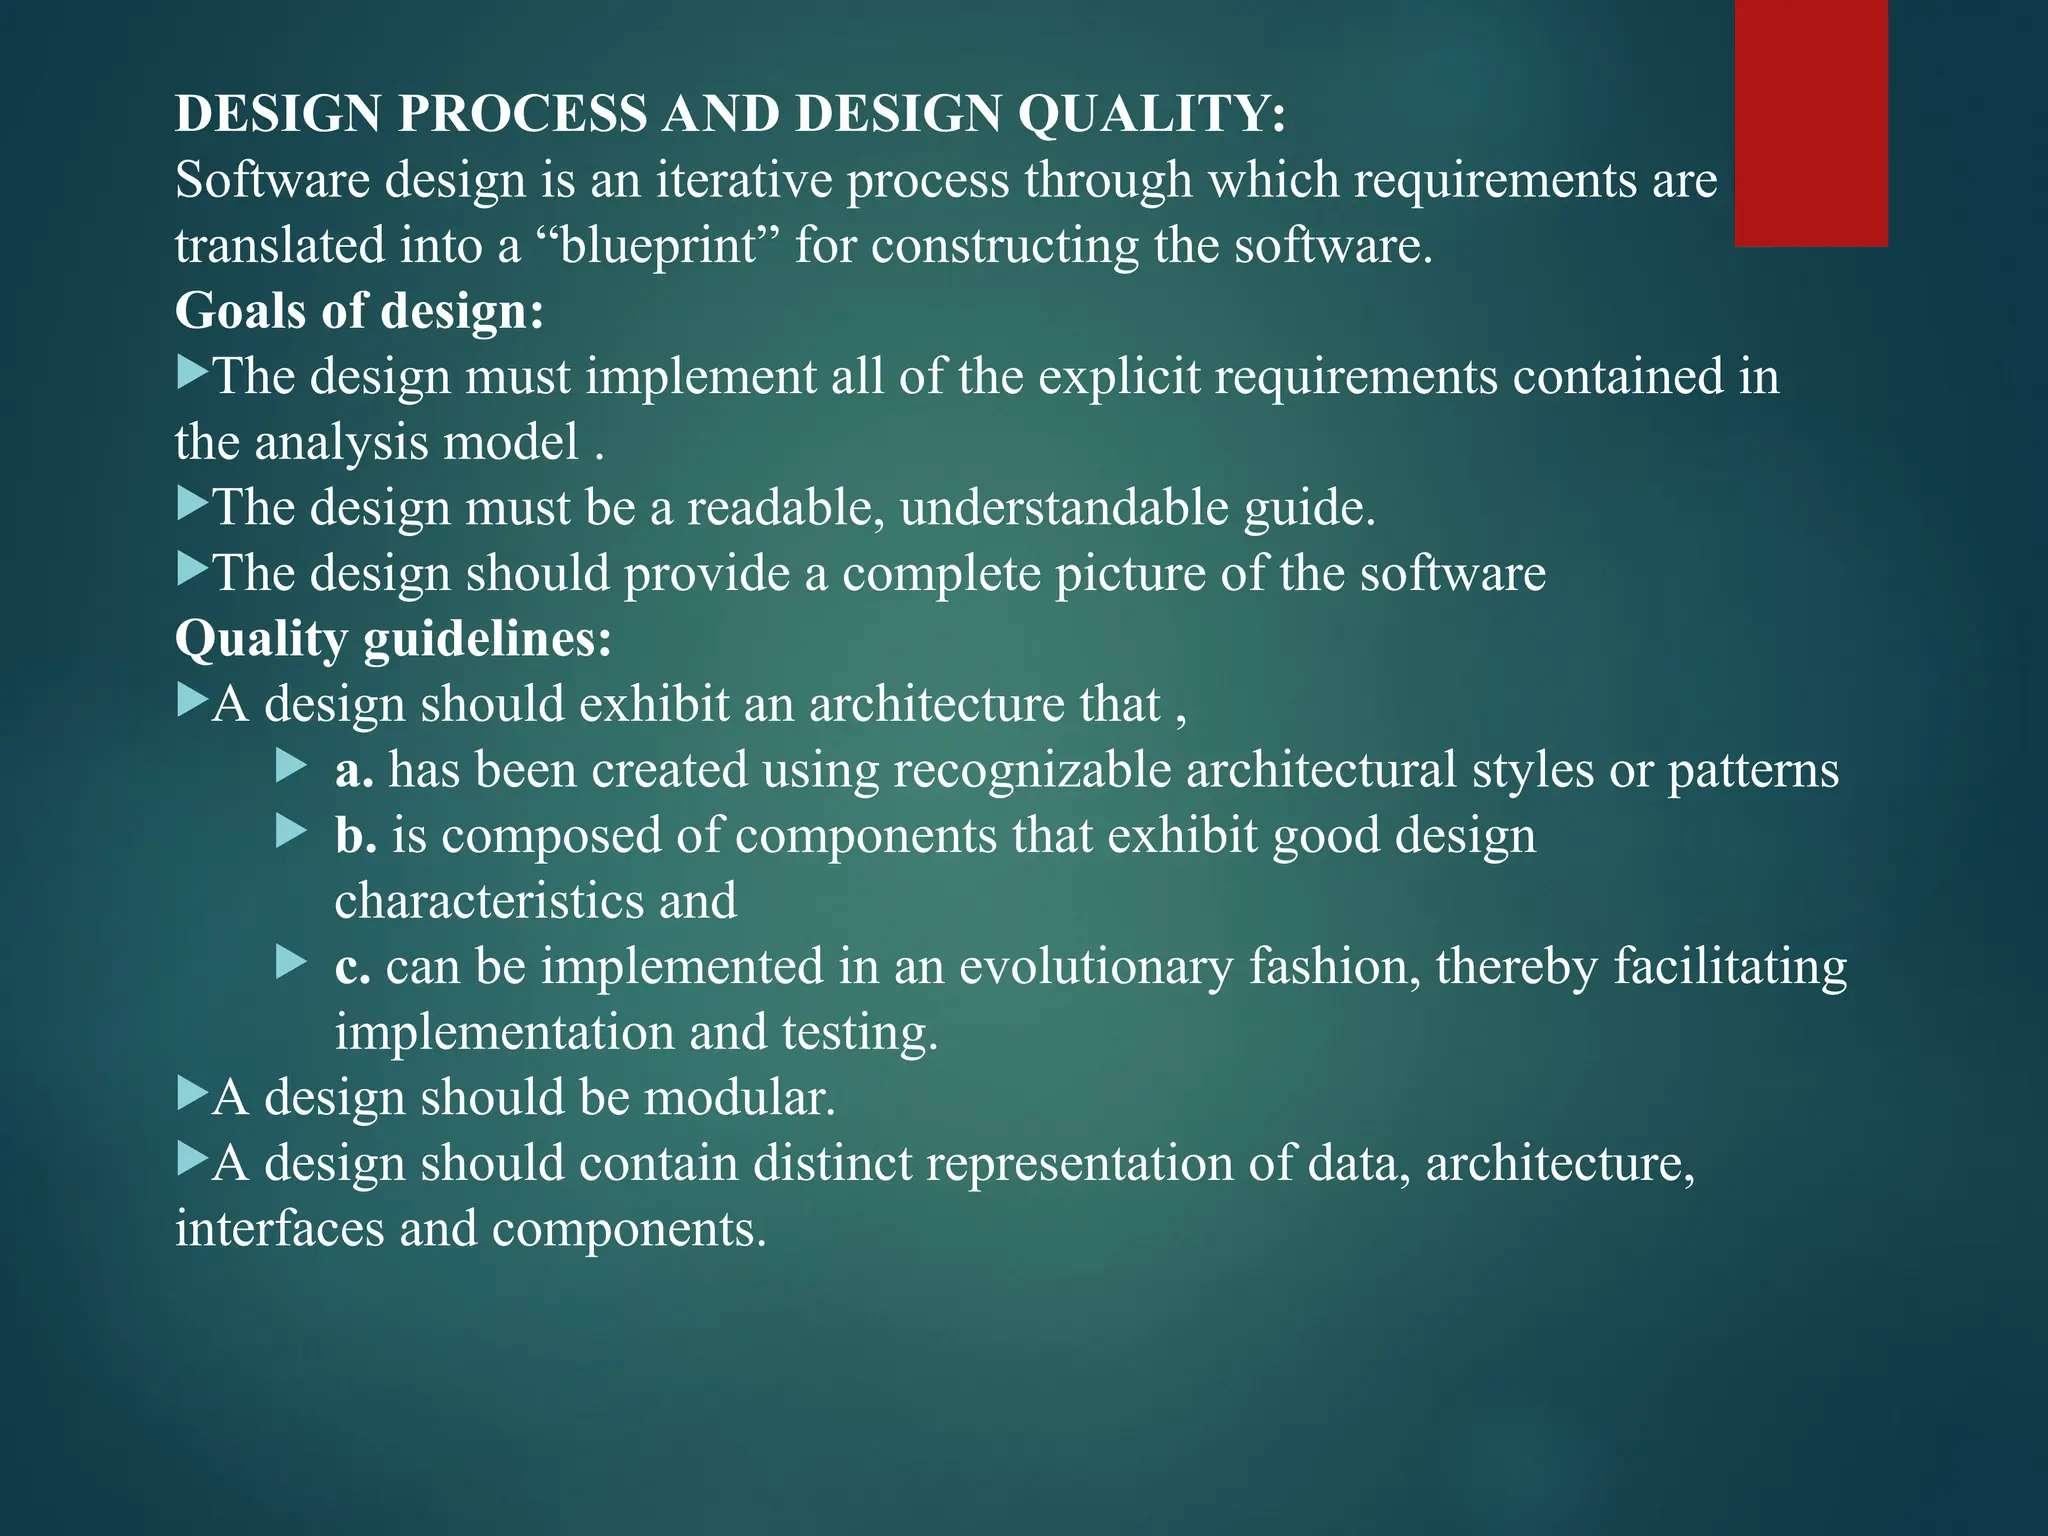 DESIGN PROCESS AND DESIGN QUALITY:
Software design is an iterative process through which requirements are
translated into a “blueprint” for constructing the software.
Goals of design:
The design must implement all of the explicit requirements contained in
the analysis model .
The design must be a readable, understandable guide.
The design should provide a complete picture of the software
Quality guidelines:
A design should exhibit an architecture that ,
a. has been created using recognizable architectural styles or patterns
b. is composed of components that exhibit good design
characteristics and
c. can be implemented in an evolutionary fashion, thereby facilitating
implementation and testing.
A design should be modular.
A design should contain distinct representation of data, architecture,
interfaces and components.